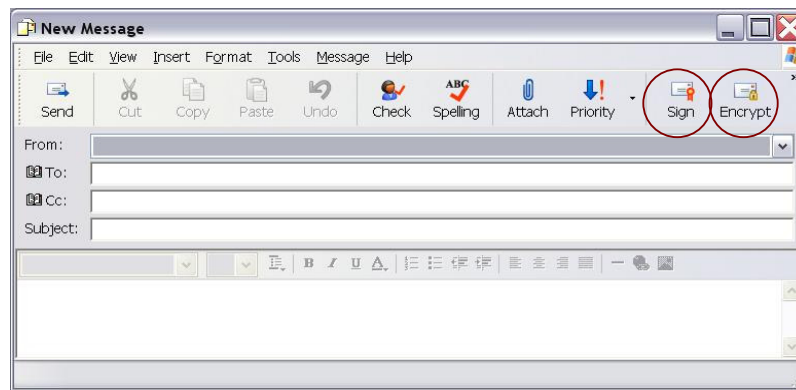 New Message
File Edit View Insert Format Tools Message Help
Send Cut Copy Paste Undo Check ABC Spelling Attach Priority Sign Encrypt
From:
To:
Cc:
Subject:
B I U A